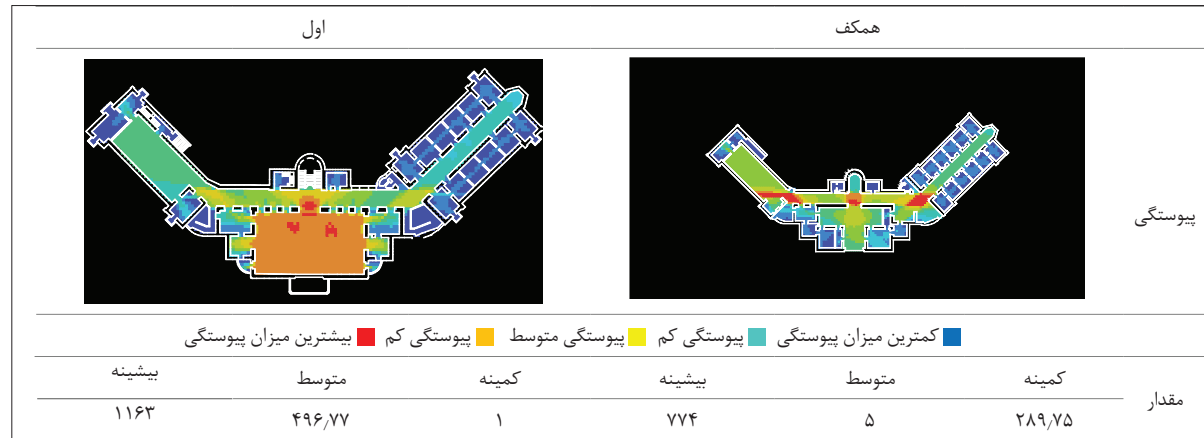 همکف اول
پیوستگی
کمترین میزان پیوستگی پیوستگی کم پیوستگی متوسط پیوستگی کم بیشترین میزان پیوستگی
مقدار
کمینه متوسط بیشینه کمینه متوسط بیشینه
۲۸۹٫۷۵ ۵ ۷۷۴ ۱ ۴۹۶٫۷۷ ۱۱۶۳